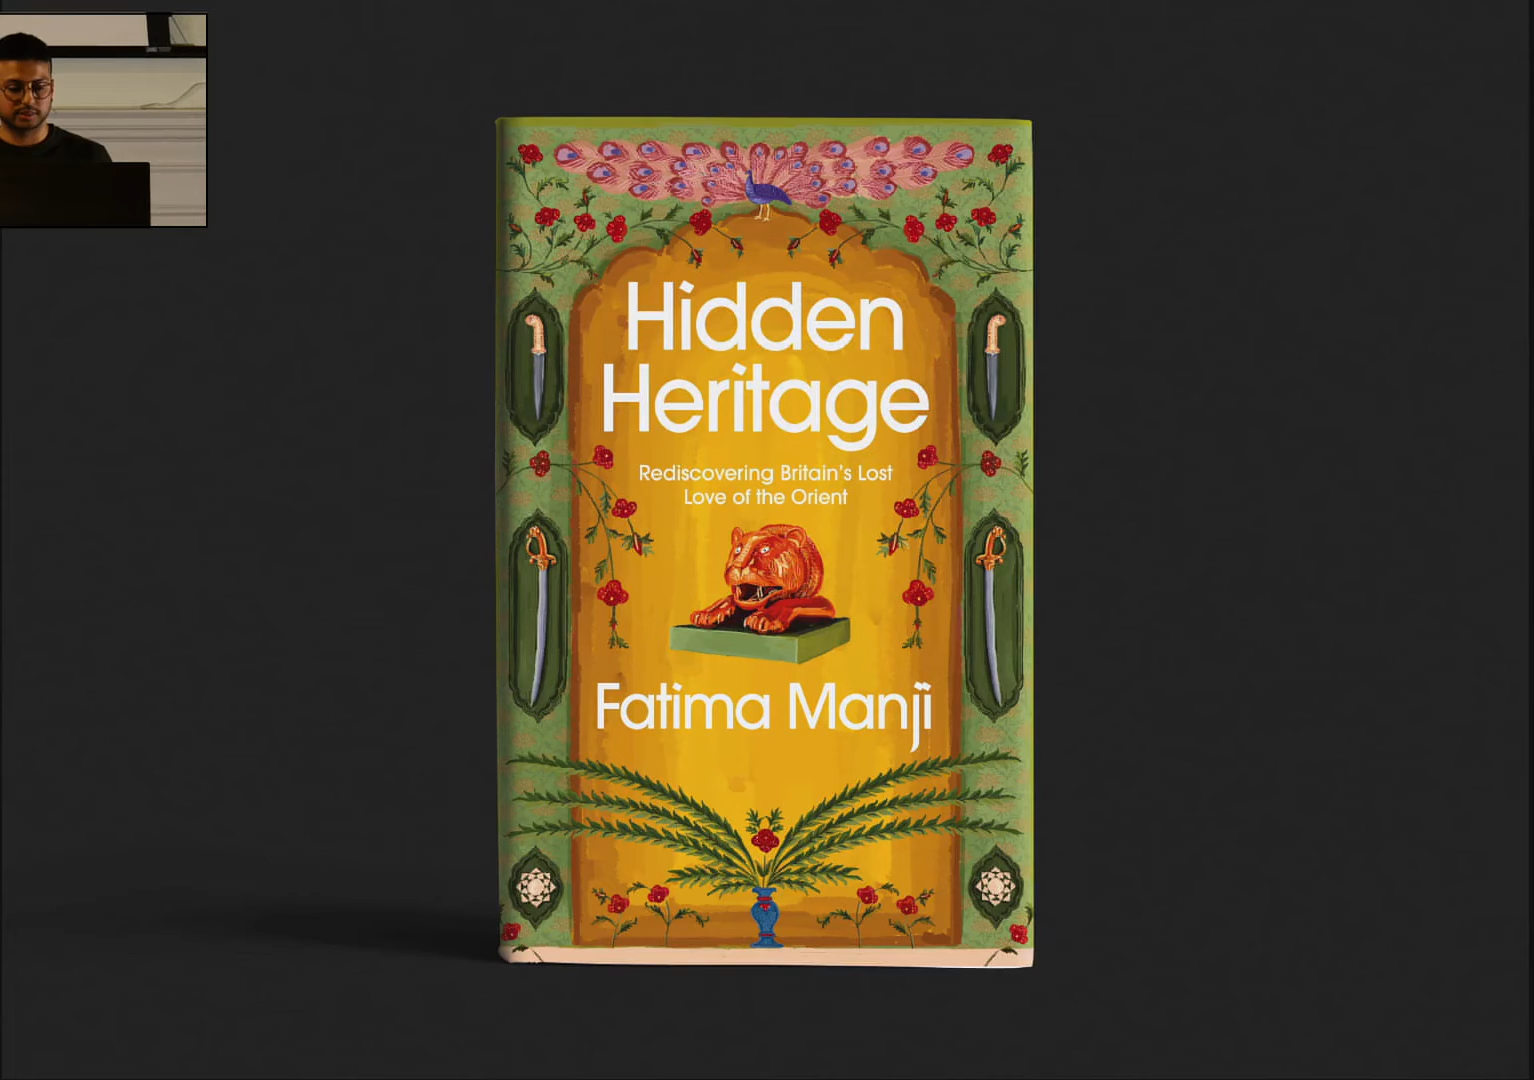 Hidden
Heritage
Rediscovering Britain's Lost
Love of the Orient
Fatima Manji